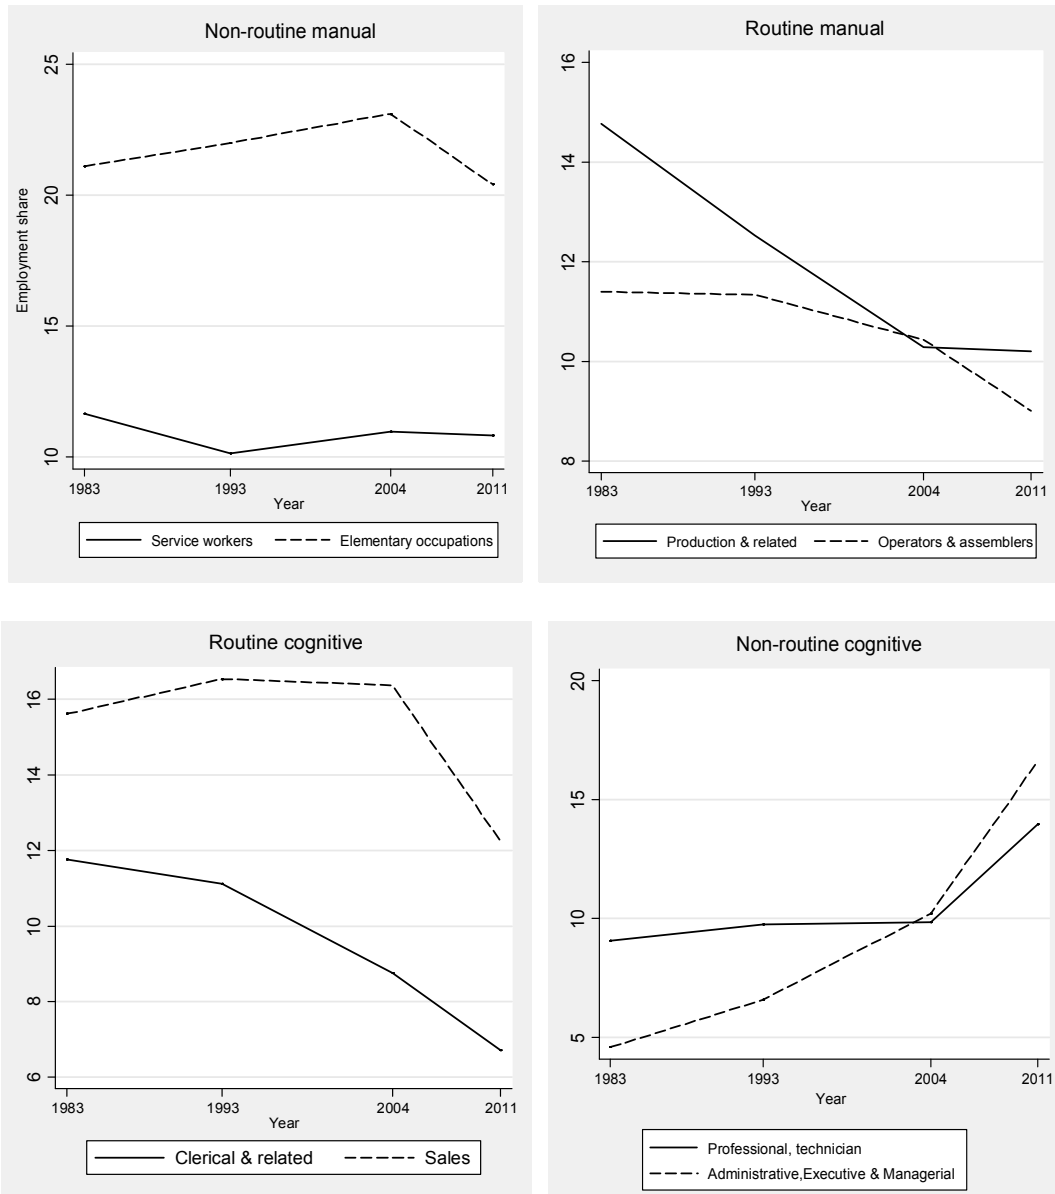 Non-routine manual
Employment share
25
20
15
10
1983 1993 2004 2011
Year
Service workers Elementary occupations
Routine manual
16
14
12
10
8
1983 1993 2004 2011
Year
Production & related Operators & assemblers
Routine cognitive
16
14
12
10
8
6
1983 1993 2004 2011
Year
Clerical & related Sales
Non-routine cognitive
20
15
10
5
1983 1993 2004 2011
Year
Professional, technician
Administrative,Executive & Managerial